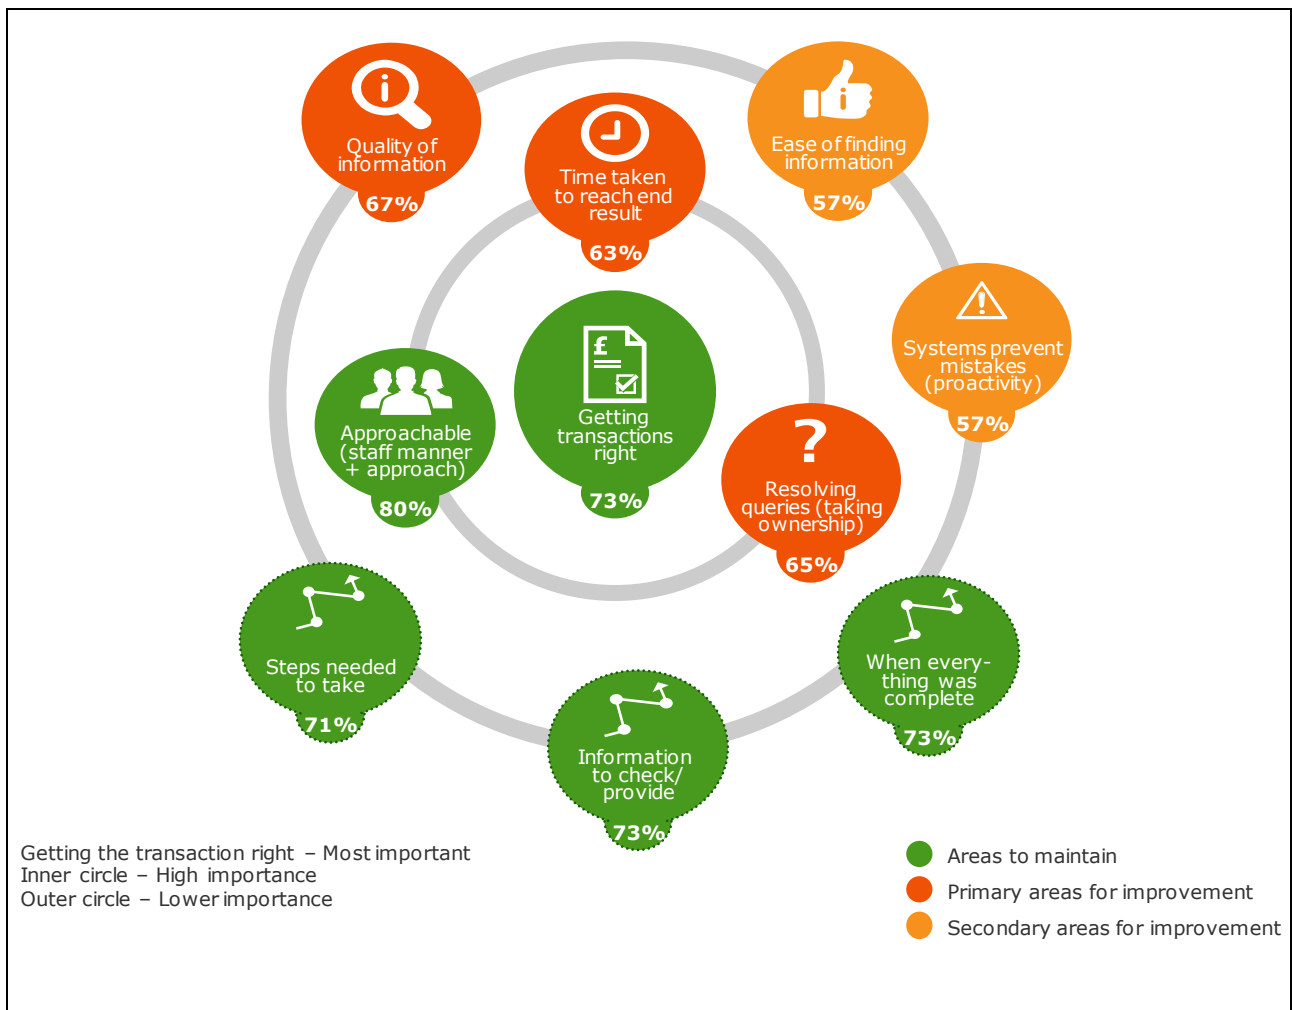 Quality of
information
67%
Time taken
to reach end
result
63%
Ease of finding
information
57%
Systems prevent
mistakes
(proactivity)
57%
£
Getting
transactions
right
73%
Approachable
(staff manner
+ approach)
80%
?
Resolving
queries (taking
ownership)
65%
Steps needed
to take
71%
Information
to check/
provide
73%
When every-
thing was
complete
73%
Getting the transaction right – Most important
Inner circle – High importance
Outer circle – Lower importance
Areas to maintain
Primary areas for improvement
Secondary areas for improvement